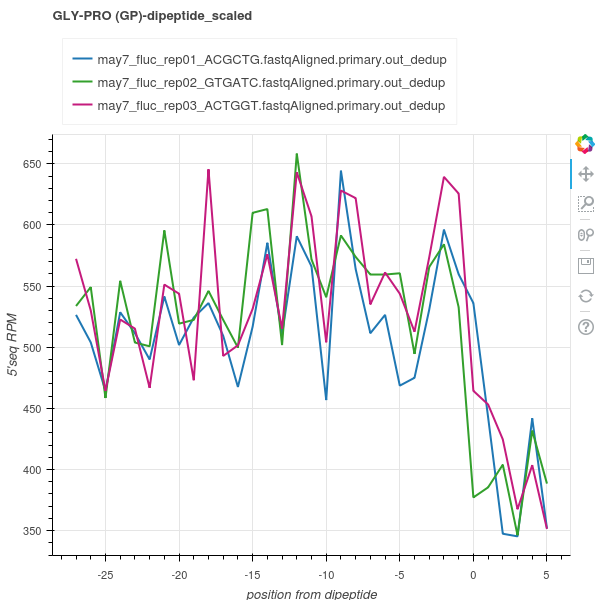 GLY-PRO (GP)-dipeptide_scaled
may7_fluc_rep01_ACGCTG.fastqAligned.primary.out_dedup
may7_fluc_rep02_GTGATC.fastqAligned.primary.out_dedup
may7_fluc_rep03_ACTGGT.fastqAligned.primary.out_dedup
650
600
550
500
450
400
350
5'seq RPM
-25 -20 -15 -10 -5 0 5
position from dipeptide